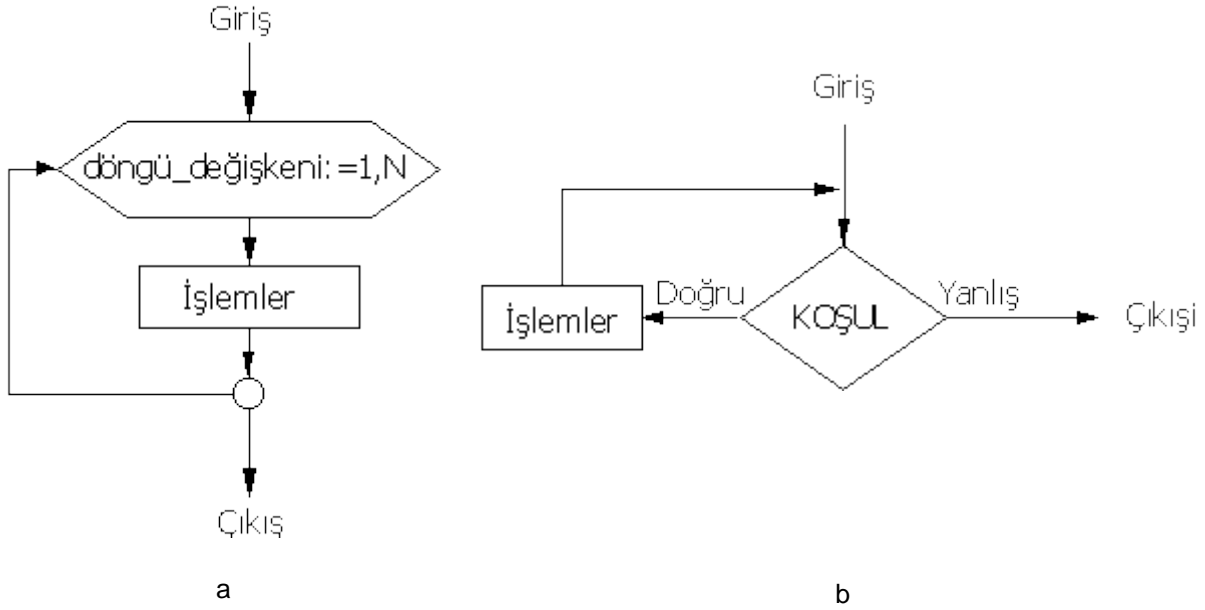 Giriş
döngü_değişkeni:=1,N
İşlemler
Çıkış
a
Giriş
Doğru
Yanlış
İşlemler
KOŞUL
Çıkışi
b